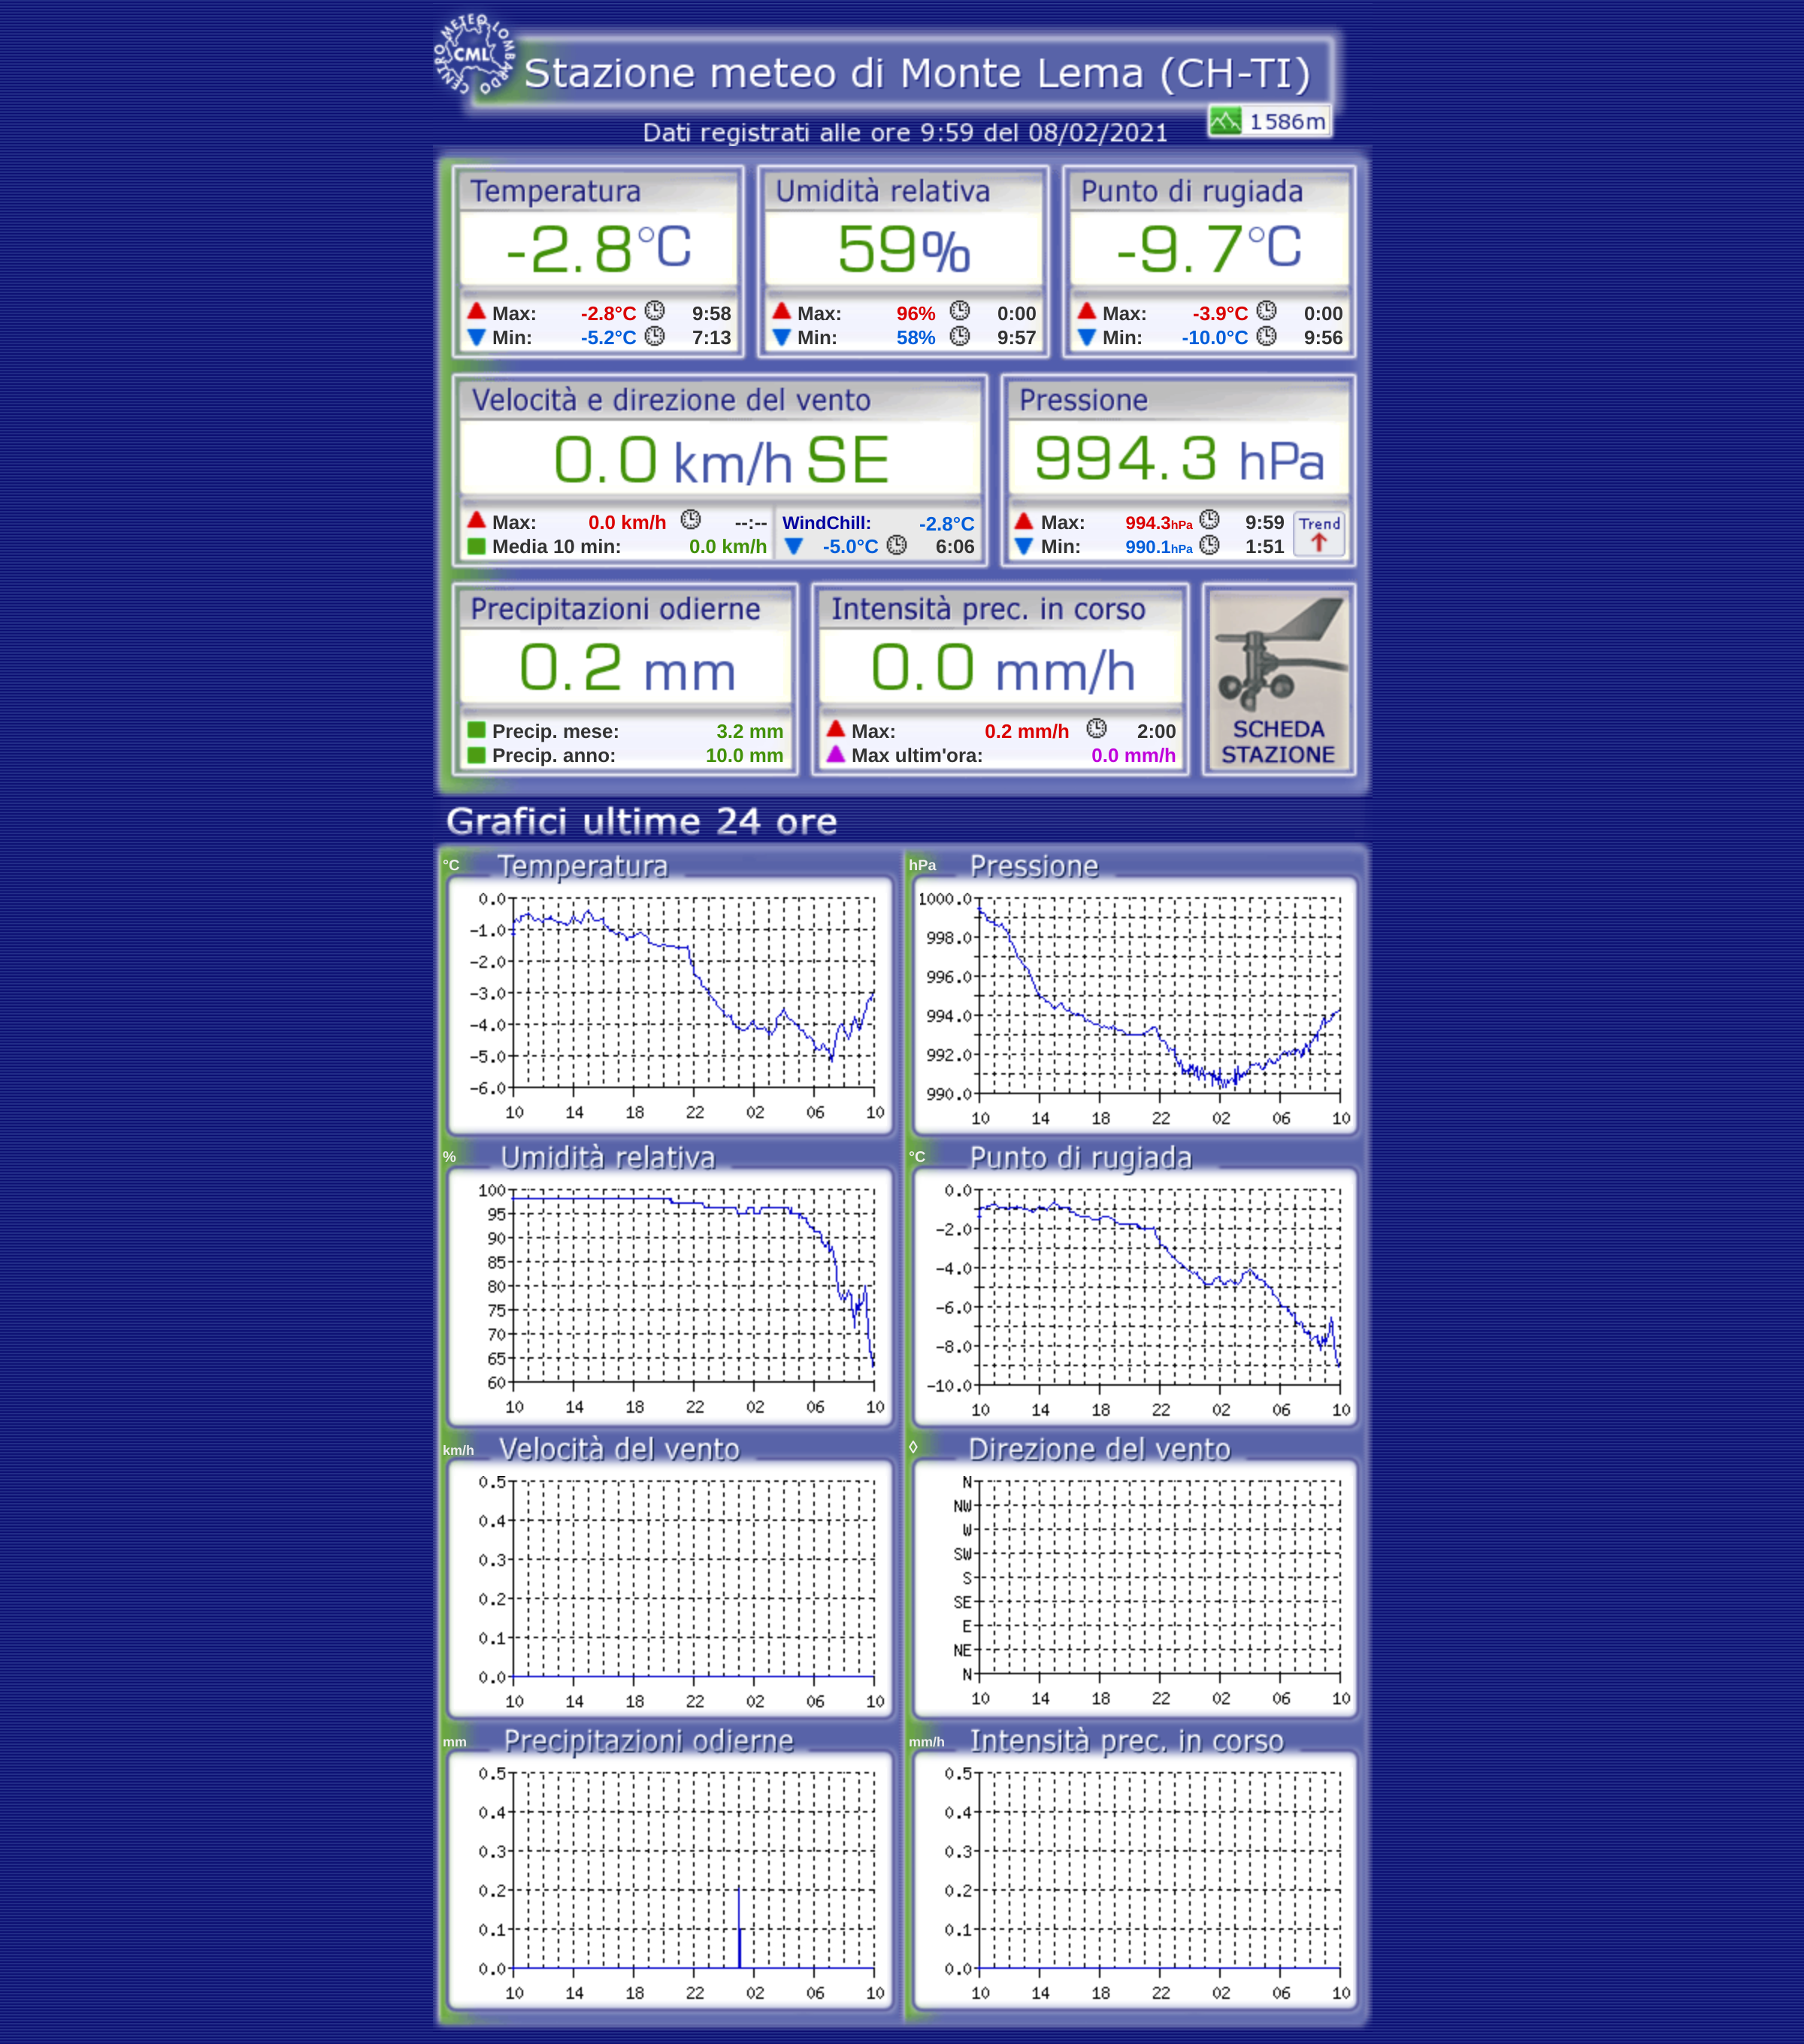 CENTRO METEO LOMBARDO
CML
Stazione meteo di Monte Lema (CH-TI)
1586m
Dati registrati alle ore 9:59 del 08/02/2021
Temperatura
-2.8°C
Max: -2.8°C 9:58
Min: -5.2°C 7:13
Umidità relativa
59%
Max: 96% 0:00
Min: 58% 9:57
Punto di rugiada
-9.7°C
Max: -3.9°C 0:00
Min: -10.0°C 9:56
Velocità e direzione del vento
0.0 km/h SE
Max: 0.0 km/h --:--
Media 10 min: 0.0 km/h
WindChill: -2.8°C
-5.0°C 6:06
Pressione
994.3 hPa
Max: 994.3hPa 9:59
Min: 990.1hPa 1:51
Trend
Precipitazioni odierne
0.2 mm
Precip. mese: 3.2 mm
Precip. anno: 10.0 mm
Intensità prec. in corso
0.0 mm/h
Max: 0.2 mm/h 2:00
Max ultim'ora: 0.0 mm/h
SCHEDA
STAZIONE
Grafici ultime 24 ore
°C Temperatura
0.0
-1.0
-2.0
-3.0
-4.0
-5.0
-6.0
10 14 18 22 02 06 10
hPa Pressione
1000.0
998.0
996.0
994.0
992.0
990.0
10 14 18 22 02 06 10
% Umidità relativa
100
95
90
85
80
75
70
65
60
10 14 18 22 02 06 10
°C Punto di rugiada
0.0
-2.0
-4.0
-6.0
-8.0
-10.0
10 14 18 22 02 06 10
km/h Velocità del vento
0.5
0.4
0.3
0.2
0.1
0.0
10 14 18 22 02 06 10
◊ Direzione del vento
N
NW
W
SW
S
SE
E
NE
N
10 14 18 22 02 06 10
mm Precipitazioni odierne
0.5
0.4
0.3
0.2
0.1
0.0
10 14 18 22 02 06 10
mm/h Intensità prec. in corso
0.5
0.4
0.3
0.2
0.1
0.0
10 14 18 22 02 06 10